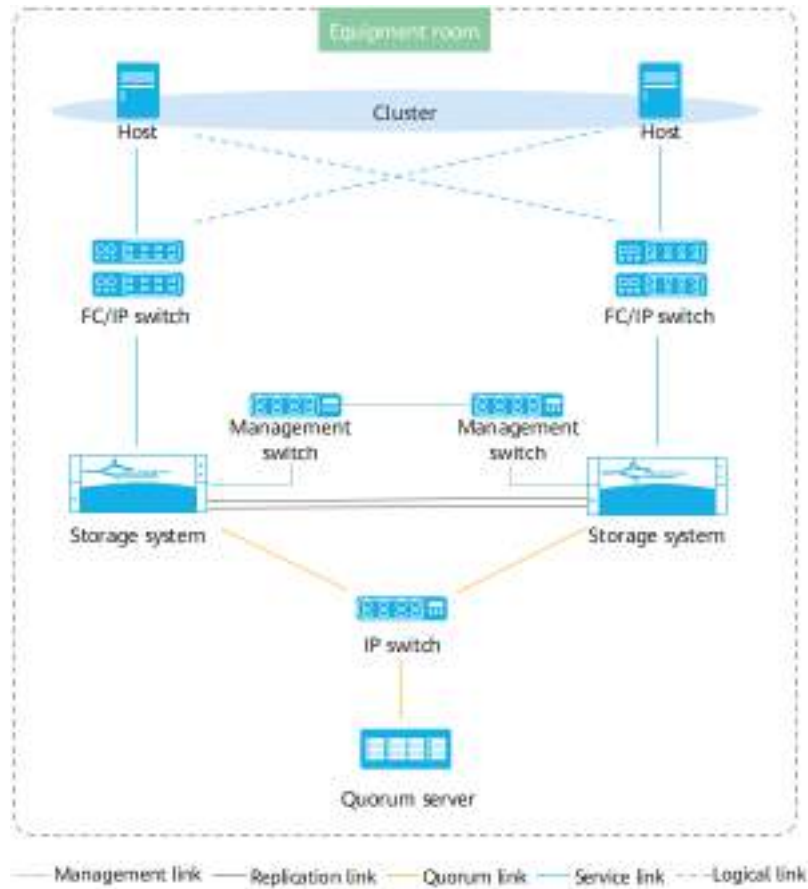 Equipment room
Cluster
Host
Host
FC/IP switch
FC/IP switch
Management
switch
Management
switch
Storage system
Storage system
IP switch
Quorum server
Management link
Replication link
Quorum link
Service link
Logical link